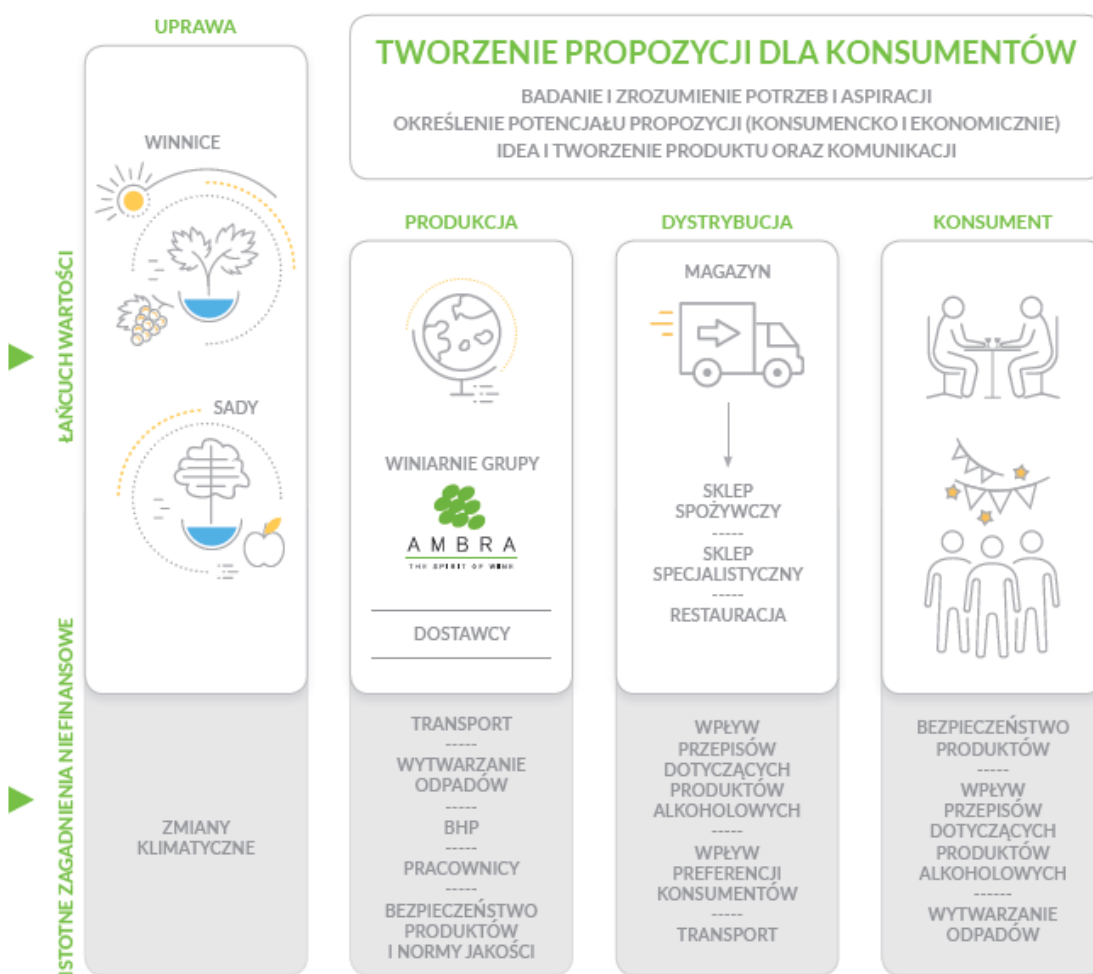 UPRAWA
TWORZENIE PROPOZYCJI DLA KONSUMENTÓW
BADANIE I ZROZUMIENIE POTRZEB I ASPIRACJI
OKREŚLENIE POTENCJAŁU PROPOZYCJI (KONSUMENCKO I EKONOMICZNIE)
IDEA I TWORZENIE PRODUKTU ORAZ KOMUNIKACJI
ŁAŃCUCH WARTOŚCI
WINNICE
SADY
PRODUKCJA
WINIARNIE GRUPY
AMBRA
THE SPIRIT OF WINE
DOSTAWCY
DYSTRYBUCJA
MAGAZYN
SKLEP
SPOŻYWCZY
-----
SKLEP
SPECJALISTYCZNY
-----
RESTAURACJA
KONSUMENT
ISTOTNE ZAGADNIENIA NIEFINANSOWE
ZMIANY
KLIMATYCZNE
TRANSPORT
-----
WYTWARZANIE
ODPADÓW
-----
BHP
-----
PRACOWNICY
-----
BEZPIECZEŃSTWO
PRODUKTÓW
I NORMY JAKOŚCI
WPŁYW
PRZEPISÓW
DOTYCZĄCYCH
PRODUKTÓW
ALKOHOLOWYCH
-----
WPŁYW
PREFERENCJI
KONSUMENTÓW
-----
TRANSPORT
BEZPIECZEŃSTWO
PRODUKTÓW
-----
WPŁYW
PRZEPISÓW
DOTYCZĄCYCH
PRODUKTÓW
ALKOHOLOWYCH
------
WYTWARZANIE
ODPADÓW